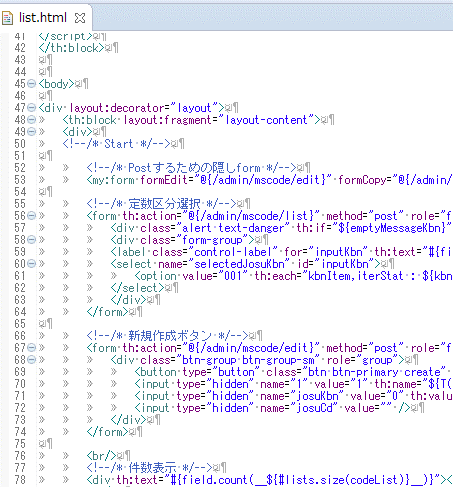 list.html
41 </script>
42 </th:block>
43
44
45 <body>
46
47 <div layout:decorator="layout">
48 <th:block layout:fragment="layout-content">
49 <div>
50 <!--/* Start */-->
51
52 <!--/* Postするための隠しform */-->
53 <my:form formEdit="@{/admin/mscode/edit}" formCopy="@{/admin/
54
55 <!--/* 定数区分選択 */-->
56 <form th:action="@{/admin/mscode/list}" method="post" role="f
57 <div class="alert text-danger" th:if="${emptyMessageKbn}"
58 <div class="form-group">
59 <label class="control-label" for="inputKbn" th:text="#{fi
60 <select name="selectedJosuKbn" id="inputKbn">
61 <option value="001" th:each="kbnItem,iterStat : ${kbn
62 </select>
63 </div>
64 </form>
65
66 <!--/* 新規作成ボタン */-->
67 <form th:action="@{/admin/mscode/edit}" method="post" role="f
68 <div class="btn-group btn-group-sm" role="group">
69 <button type="button" class="btn btn-primary create"
70 <input type="hidden" name="1" value="1" th:name="${T(
71 <input type="hidden" name="josuKbn" value="0" th:valu
72 <input type="hidden" name="josuCd" value="" />
73 </div>
74 </form>
75
76 <br/>
77 <!--/* 件数表示 */-->
78 <div th:text="#{field.count(__${#lists.size(codeList)}__)}"><